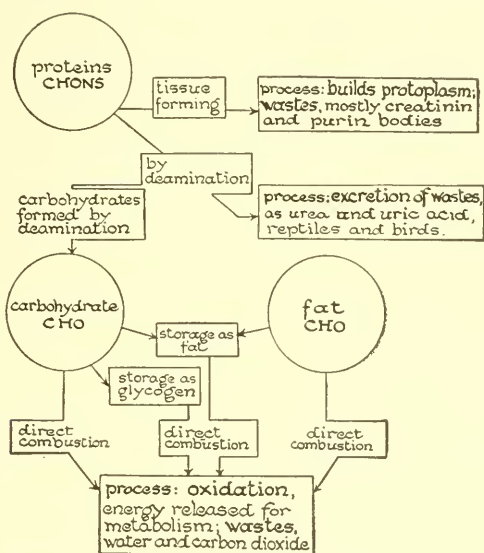 proteins
CHONS
tissue
forming
process: builds protoplasm;
wastes, mostly creatinin
and purin bodies
by
deamination
carbohydrates
formed by
deamination
process; excretion of wastes,
as urea and uric acid,
reptiles and birds.
carbohydrate
CHO
fat
CHO
storage as
fat
storage as
glycogen
direct
combustion
direct
combustion
direct
combustion
process: oxidation,
energy released for
metabolism; wastes,
water and carbon dioxide